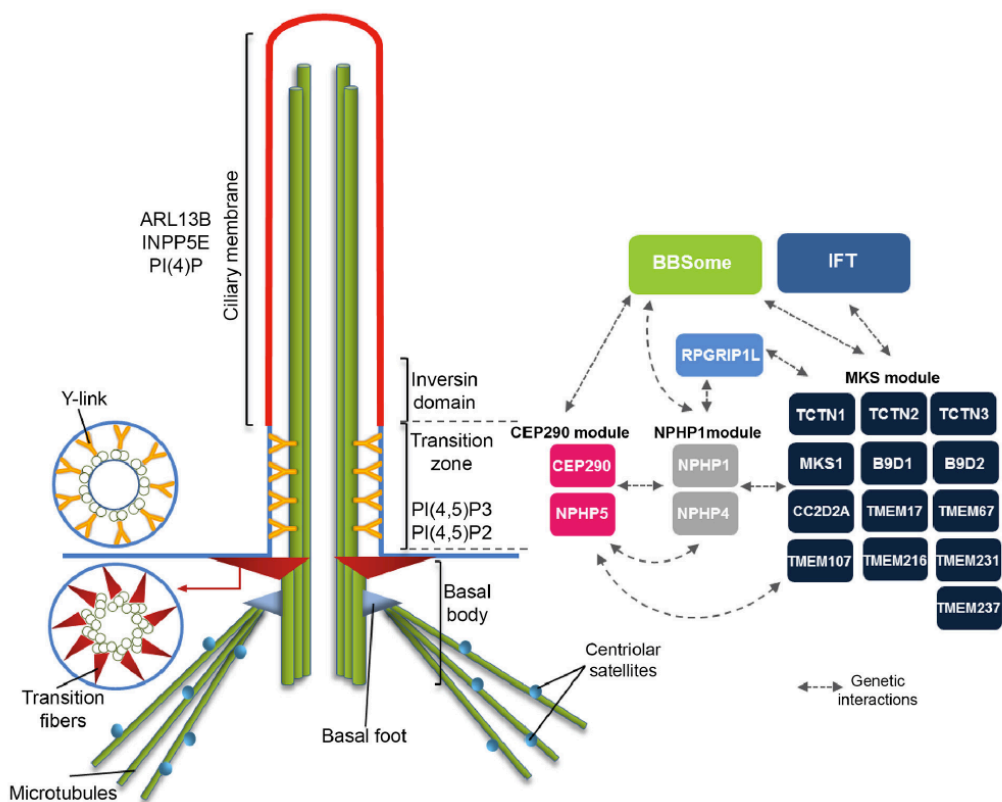 ARL13B
INPP5E
PI(4)P
Ciliary membrane
Y-link
Inversin
domain
Transition
zone
PI(4,5)P3
PI(4,5)P2
Basal
body
Transition
fibers
Microtubules
Basal foot
Centriolar
satellites
BBSome
IFT
RPGRIP1L
MKS module
CEP290 module
NPHP1module
TCTN1
TCTN2
TCTN3
CEP290
NPHP1
MKS1
B9D1
B9D2
NPHP5
NPHP4
CC2D2A
TMEM17
TMEM67
TMEM107
TMEM216
TMEM231
TMEM237
Genetic
interactions